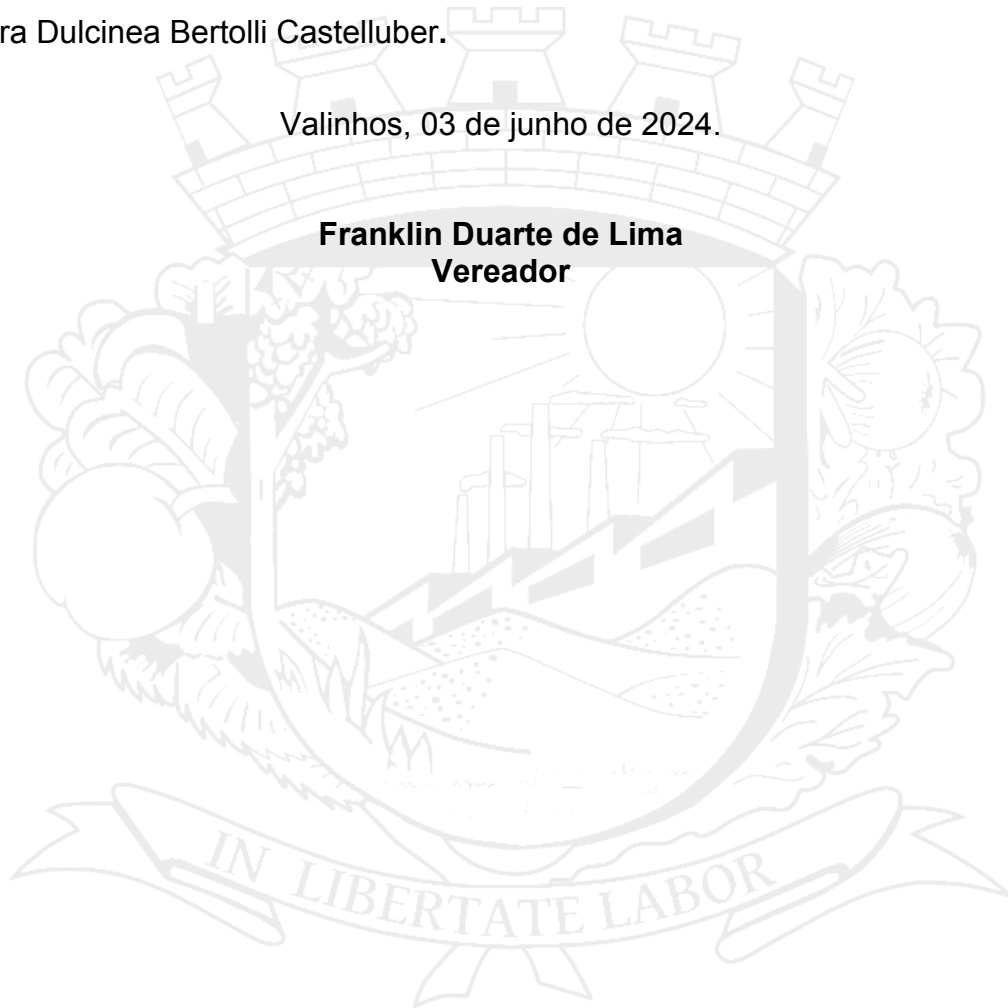 ra Dulcinea Bertolli Castelluber.
Valinhos, 03 de junho de 2024.
Franklin Duarte de Lima
Vereador
IN LIBERTATE LABOR